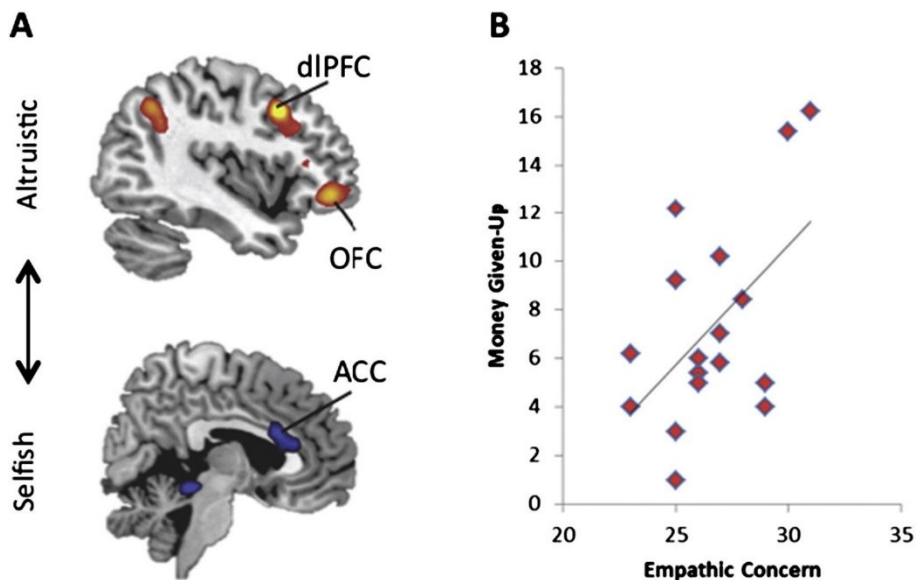 A
Altruistic
dlPFC
OFC
Selfish
ACC
B
Money Given-Up
18
16
14
12
10
8
6
4
2
0
20
25
30
35
Empathic Concern